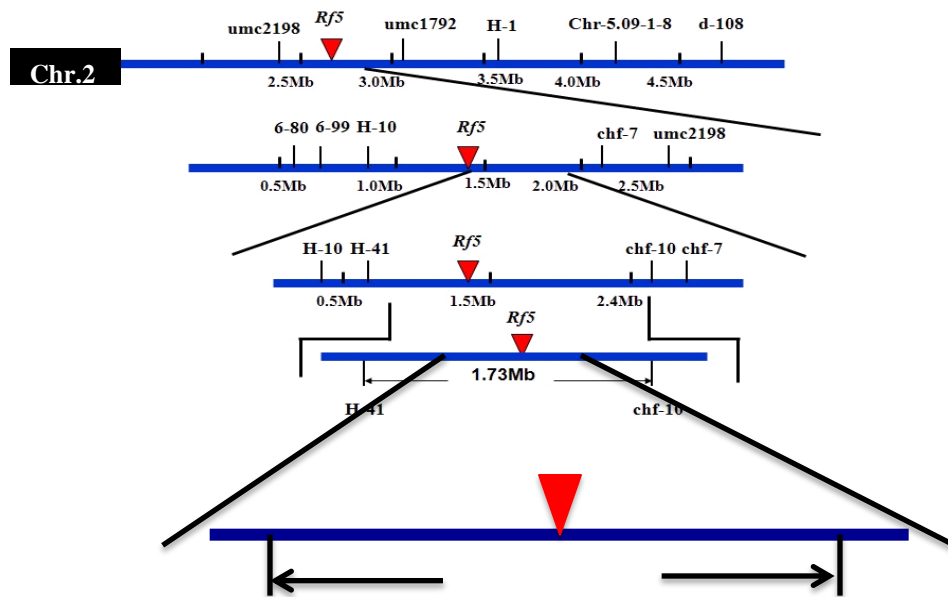 umc2198 Rf5 umc1792 H-1 Chr-5.09-1-8 d-108
Chr.2
2.5Mb 3.0Mb 3.5Mb 4.0Mb 4.5Mb
6-80 6-99 H-10 Rf5 chf-7 umc2198
0.5Mb 1.0Mb 1.5Mb 2.0Mb 2.5Mb
H-10 H-41 Rf5 chf-10 chf-7
0.5Mb 1.5Mb 2.4Mb
Rf5
1.73Mb
H-41 chf-10